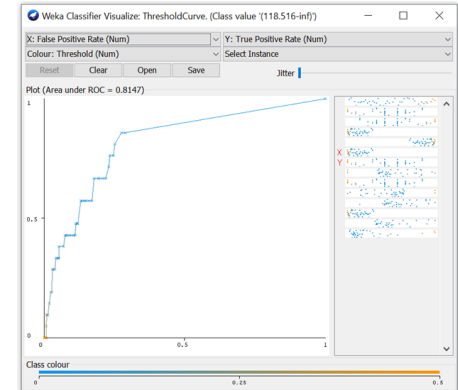 Weka Classifier Visualize: ThresholdCurve. (Class value '(118.516-inf)')
X: False Positive Rate (Num)
Y: True Positive Rate (Num)
Colour: Threshold (Num)
Select Instance
Reset
Clear
Open
Save
Jitter
Plot (Area under ROC = 0.8147)
1
0.5
0
0
0.5
1
X
Y
Class colour
0
0.25
0.5